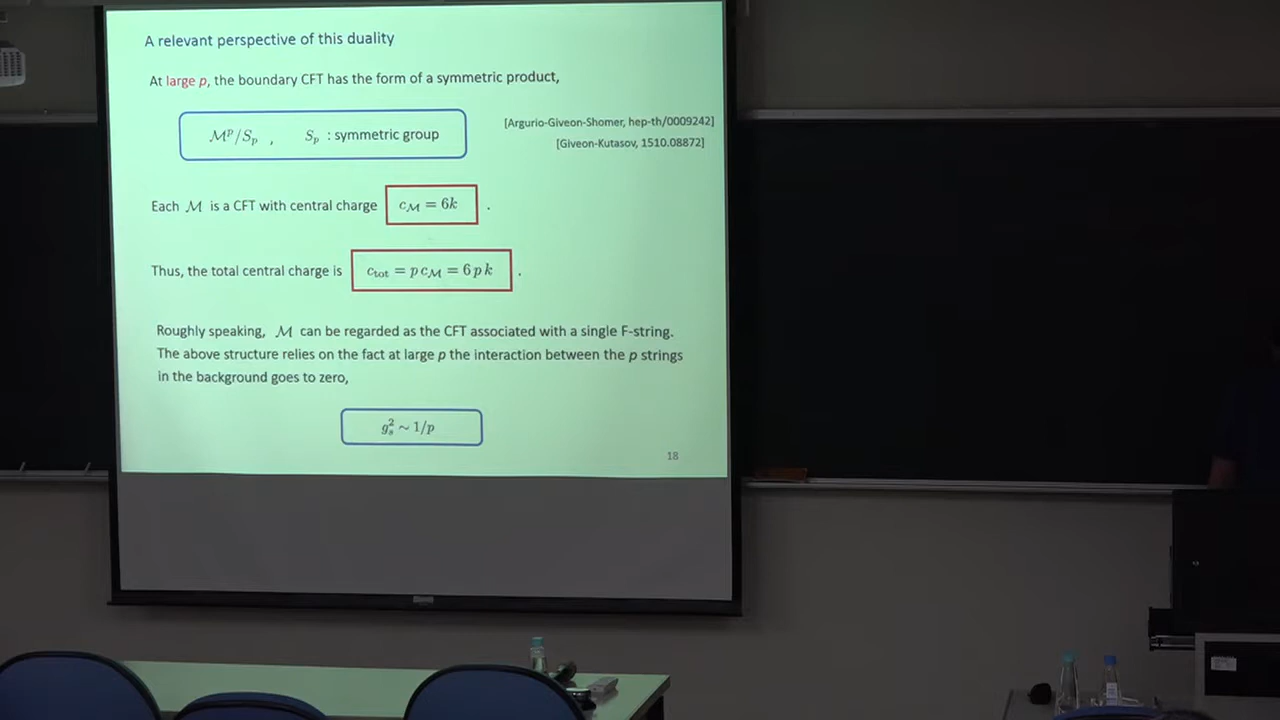 A relevant perspective of this duality
At large p, the boundary CFT has the form of a symmetric product,
ℳᵖ/Sₚ , Sₚ : symmetric group
[Argurio-Giveon-Shomer, hep-th/0009242]
[Giveon-Kutasov, 1510.08872]
Each ℳ is a CFT with central charge c_ℳ = 6k .
Thus, the total central charge is c_tot = p c_ℳ = 6 p k .
Roughly speaking, ℳ can be regarded as the CFT associated with a single F-string.
The above structure relies on the fact at large p the interaction between the p strings
in the background goes to zero,
g_s² ~ 1/p
18